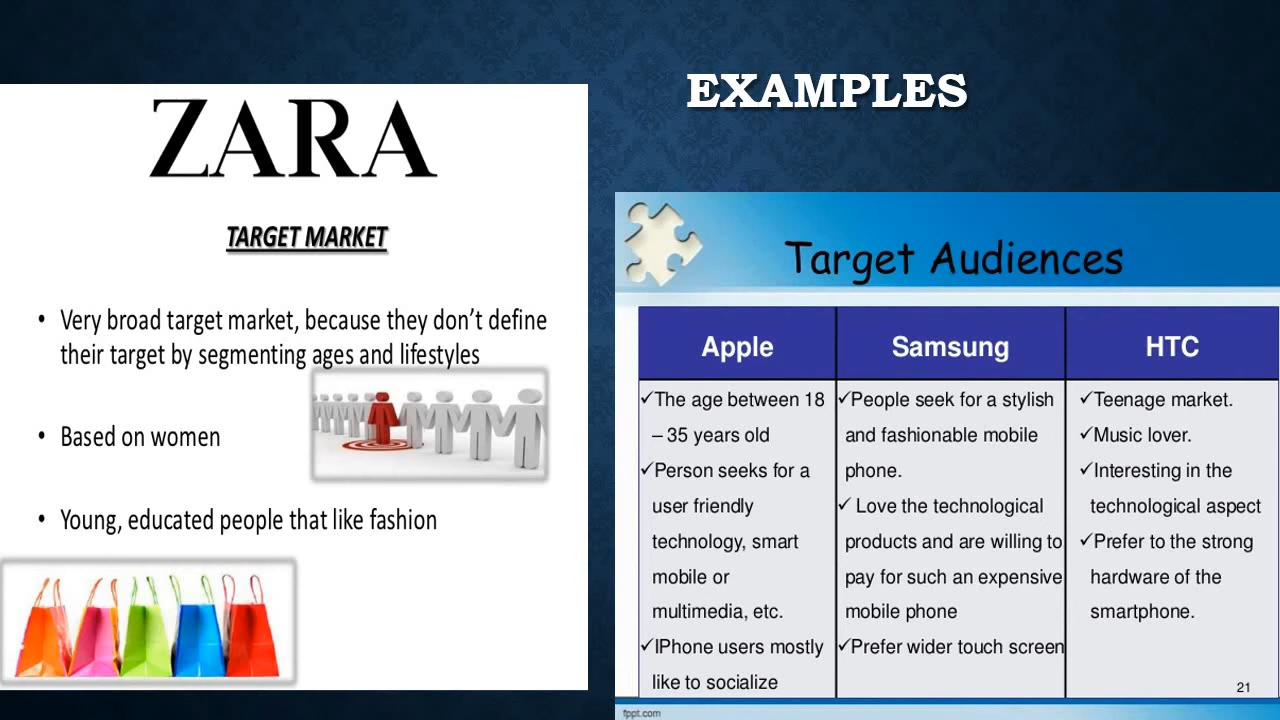 EXAMPLES
ZARA
TARGET MARKET
• Very broad target market, because they don't define
their target by segmenting ages and lifestyles
• Based on women
• Young, educated people that like fashion
Target Audiences
Apple
✓The age between 18
– 35 years old
✓Person seeks for a
user friendly
technology, smart
mobile or
multimedia, etc.
✓IPhone users mostly
like to socialize
Samsung
✓People seek for a stylish
and fashionable mobile
phone.
✓ Love the technological
products and are willing to
pay for such an expensive
mobile phone
✓Prefer wider touch screen
HTC
✓Teenage market.
✓Music lover.
✓Interesting in the
technological aspect
✓Prefer to the strong
hardware of the
smartphone.
21
fppt.com